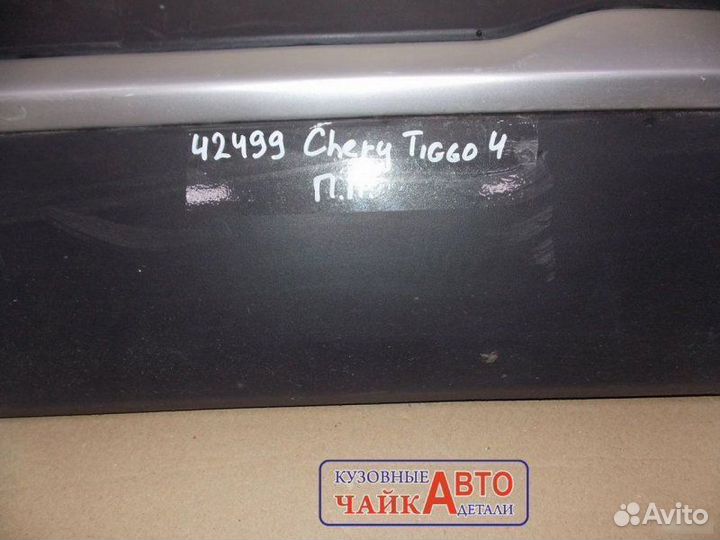 42499 Chery TIGGO 4
П.П
КУЗОВНЫЕ АВТО
ЧАЙКА ДЕТАЛИ
Avito